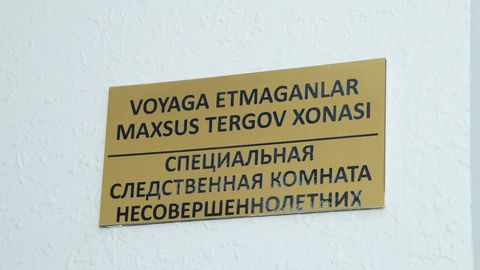 VOYAGA ETMAGANLAR
MAXSUS TERGOV XONASI
СПЕЦИАЛЬНАЯ
СЛЕДСТВЕННАЯ КОМНАТА
НЕСОВЕРШЕННОЛЕТНИХ